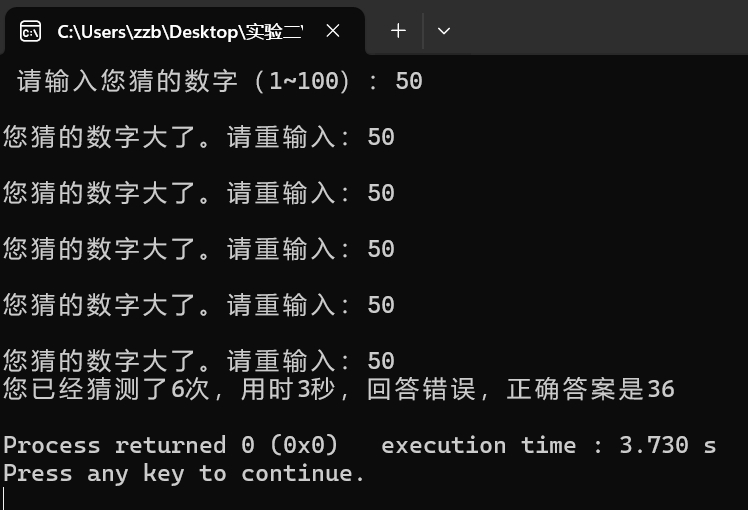 C:\Users\zzb\Desktop\实验二\
请输入您猜的数字（1~100）：50
您猜的数字大了。请重输入：50
您猜的数字大了。请重输入：50
您猜的数字大了。请重输入：50
您猜的数字大了。请重输入：50
您猜的数字大了。请重输入：50
您已经猜测了6次，用时3秒，回答错误，正确答案是36
Process returned 0 (0x0)   execution time : 3.730 s
Press any key to continue.